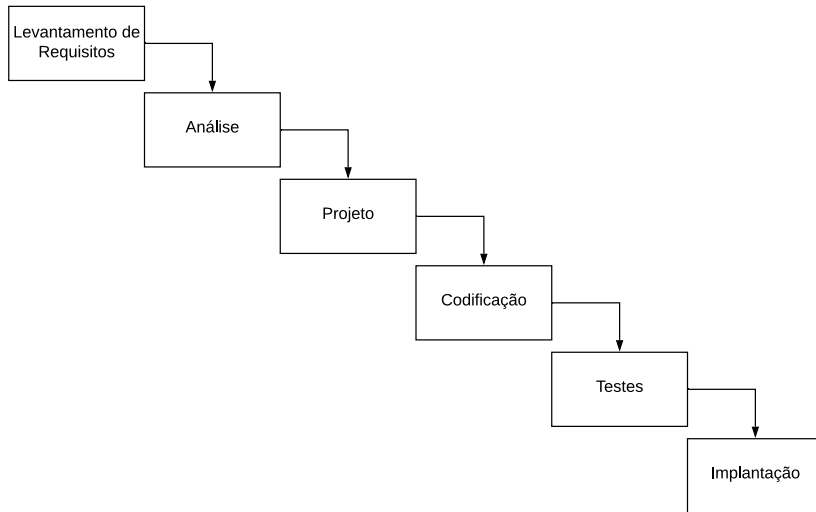 Levantamento de
Requisitos
Análise
Projeto
Codificação
Testes
Implantação